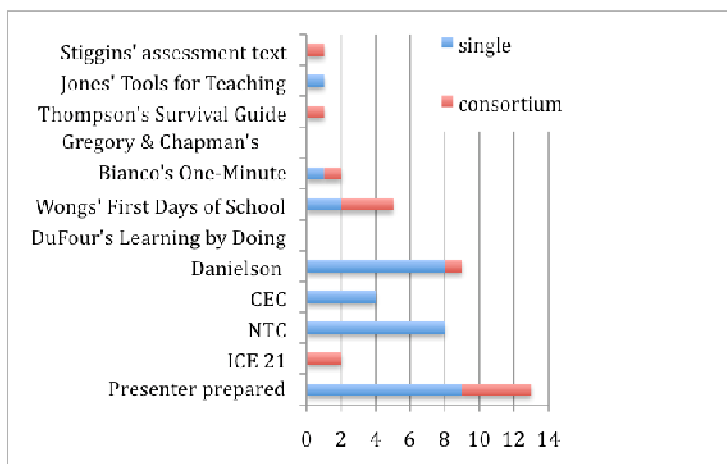 Stiggins' assessment text
single
Jones' Tools for Teaching
Thompson's Survival Guide
consortium
Gregory & Chapman's
Bianco's One-Minute
Wongs' First Days of School
DuFour's Learning by Doing
Danielson
CEC
NTC
ICE 21
Presenter prepared
0 2 4 6 8 10 12 14